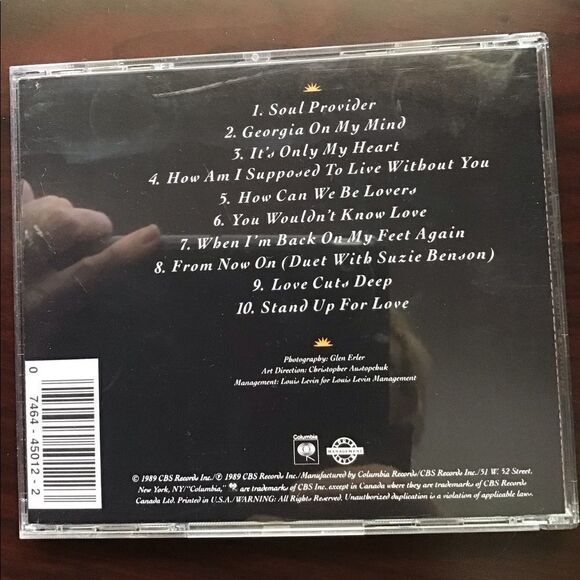 1. Soul Provider
2. Georgia On My Mind
3. It's Only My Heart
4. How Am I Supposed To Live Without You
5. How Can We Be Lovers
6. You Wouldn't Know Love
7. When I'm Back On My Feet Again
8. From Now On (Duet With Suzie Benson)
9. Love Cuts Deep
10. Stand Up For Love
Photography: Glen Erler
Art Direction: Christopher Austopchuk
Management: Louis Levin for Louis Levin Management
Columbia
MANAGEMENT
© 1989 CBS Records Inc./℗ 1989 CBS Records Inc./Manufactured by Columbia Records/CBS Records Inc./51 W. 52 Street,
New York, NY/"Columbia," are trademarks of CBS Inc. except in Canada where they are trademarks of CBS Records
Canada Ltd. Printed in U.S.A./WARNING: All Rights Reserved. Unauthorized duplication is a violation of applicable laws.
0 7464-45012-2